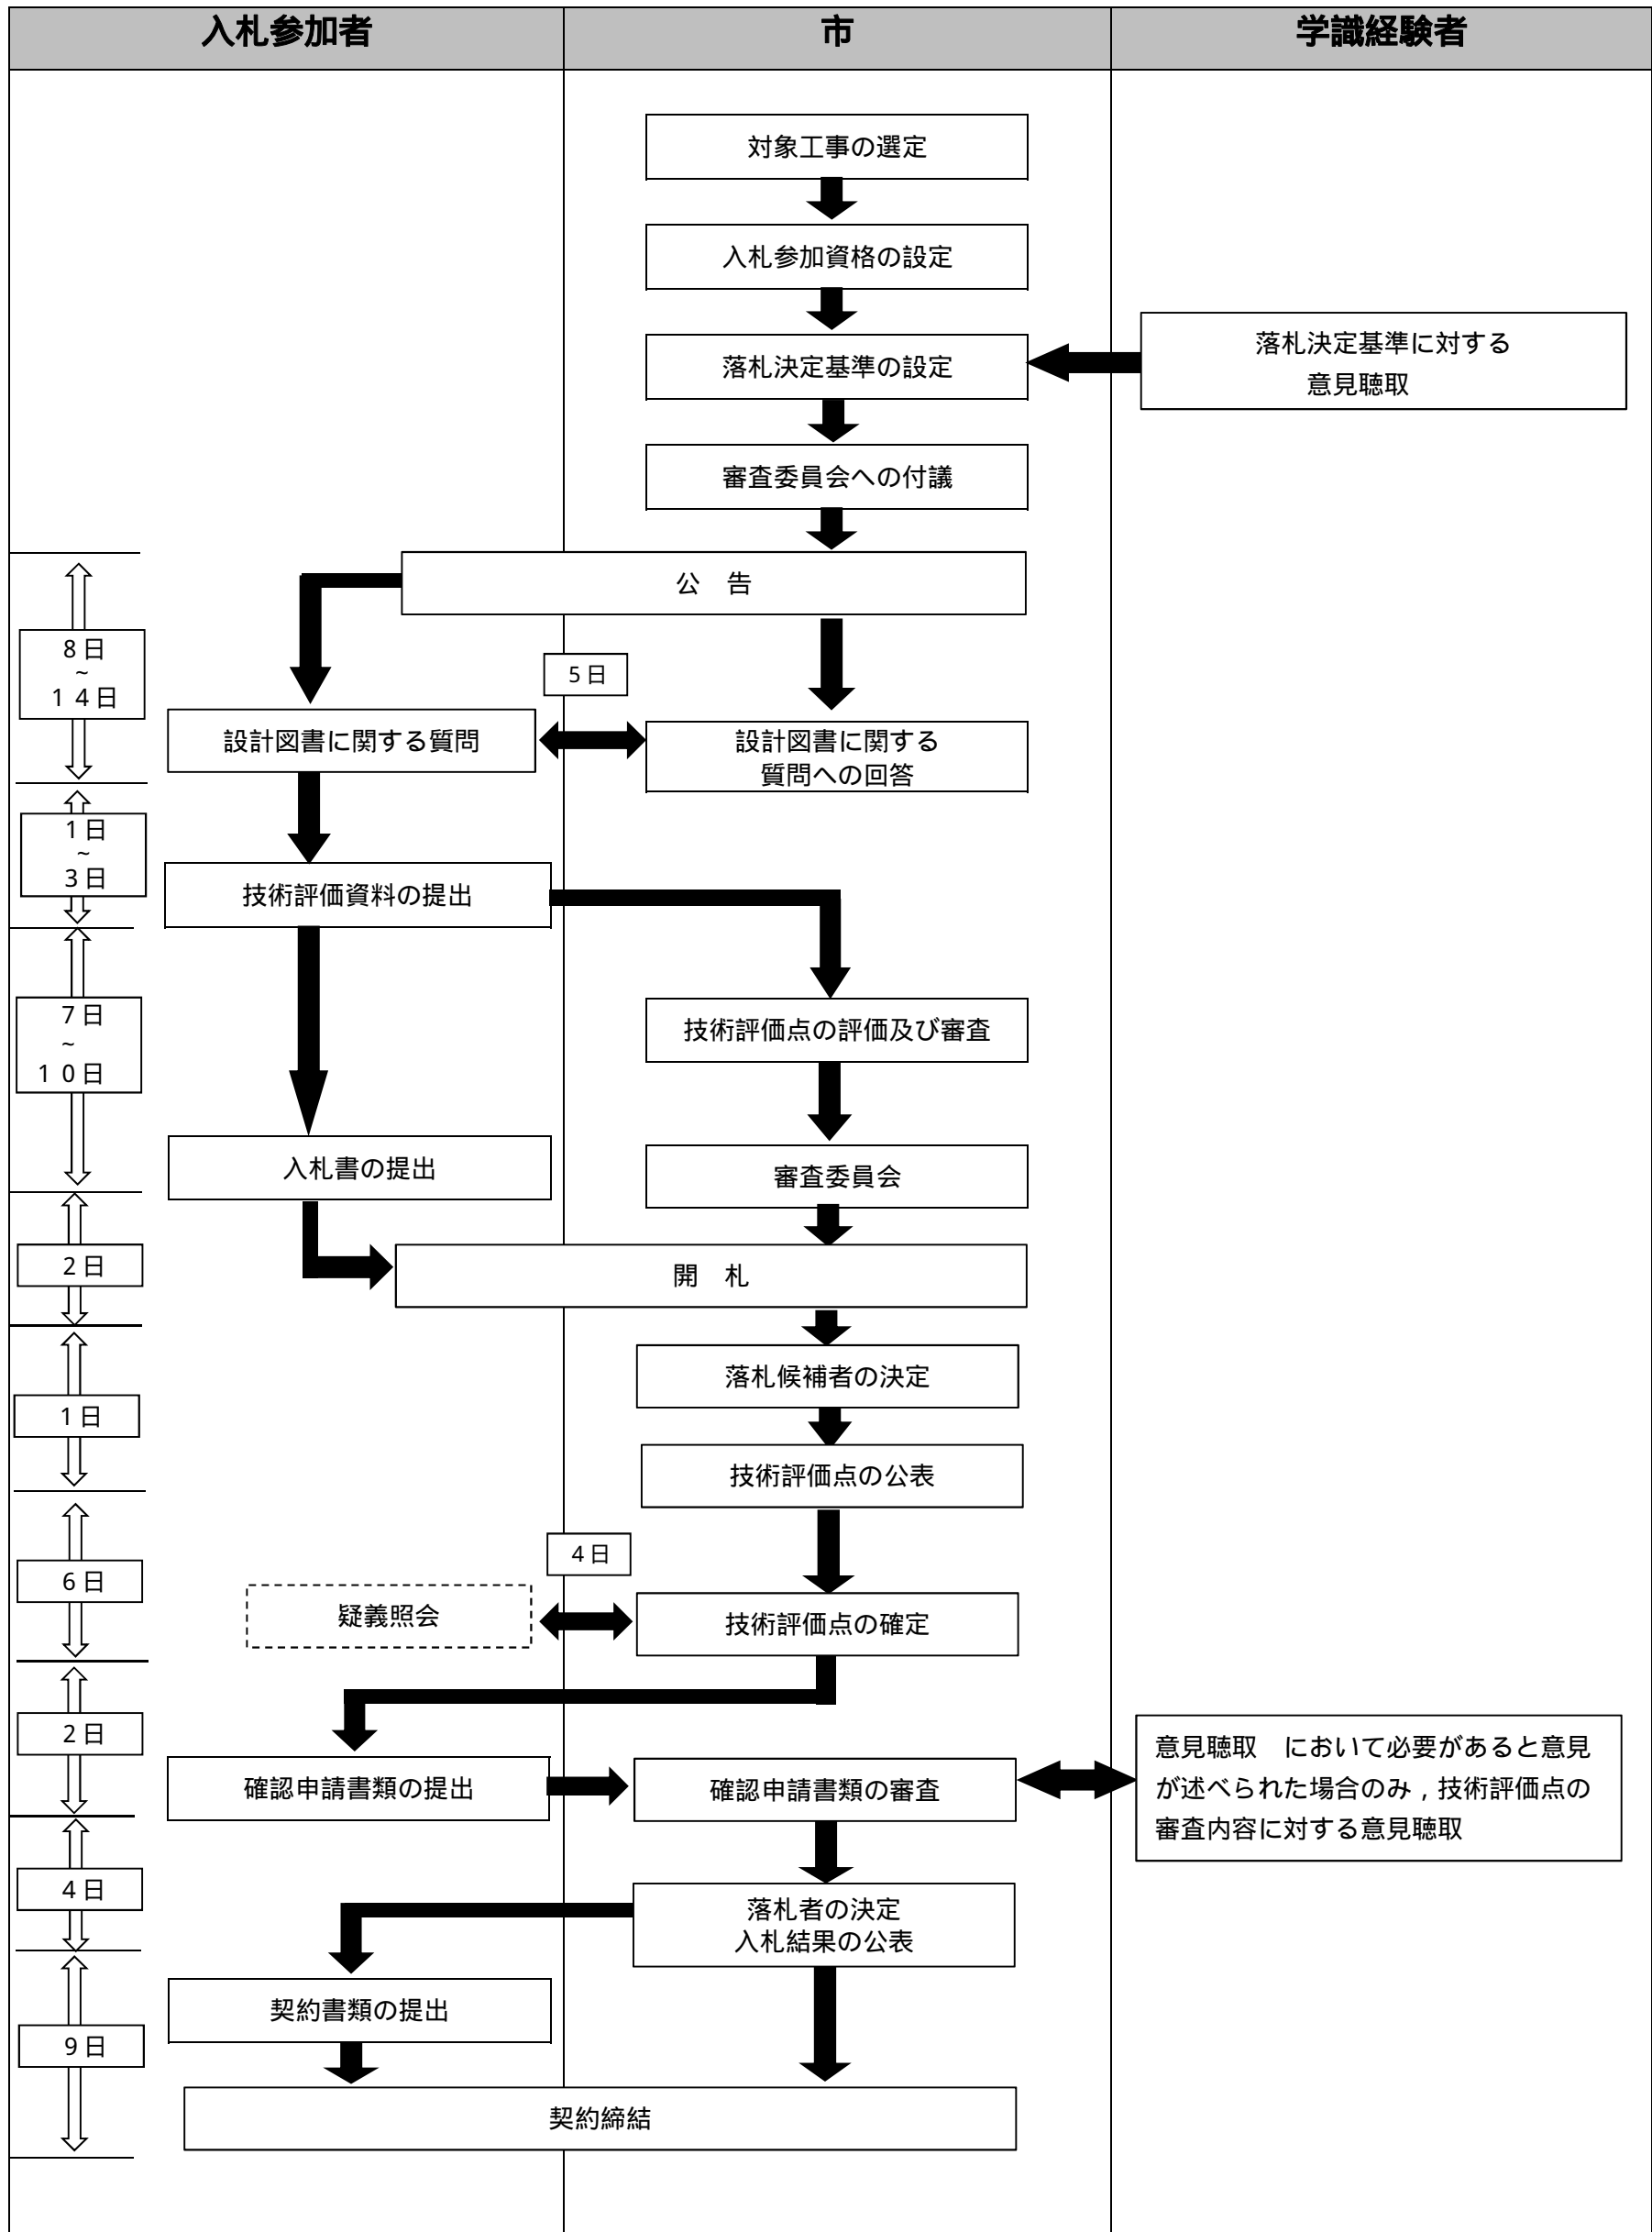 入札参加者
市
学識経験者
対象工事の選定
入札参加資格の設定
落札決定基準の設定
落札決定基準に対する
意見聴取
審査委員会への付議
公　告
8日
～
14日
5日
設計図書に関する質問
設計図書に関する
質問への回答
1日
～
3日
技術評価資料の提出
7日
～
10日
技術評価点の評価及び審査
入札書の提出
審査委員会
2日
開　札
落札候補者の決定
1日
技術評価点の公表
4日
6日
疑義照会
技術評価点の確定
2日
確認申請書類の提出
確認申請書類の審査
意見聴取　において必要があると意見
が述べられた場合のみ，技術評価点の
審査内容に対する意見聴取
4日
落札者の決定
入札結果の公表
契約書類の提出
9日
契約締結